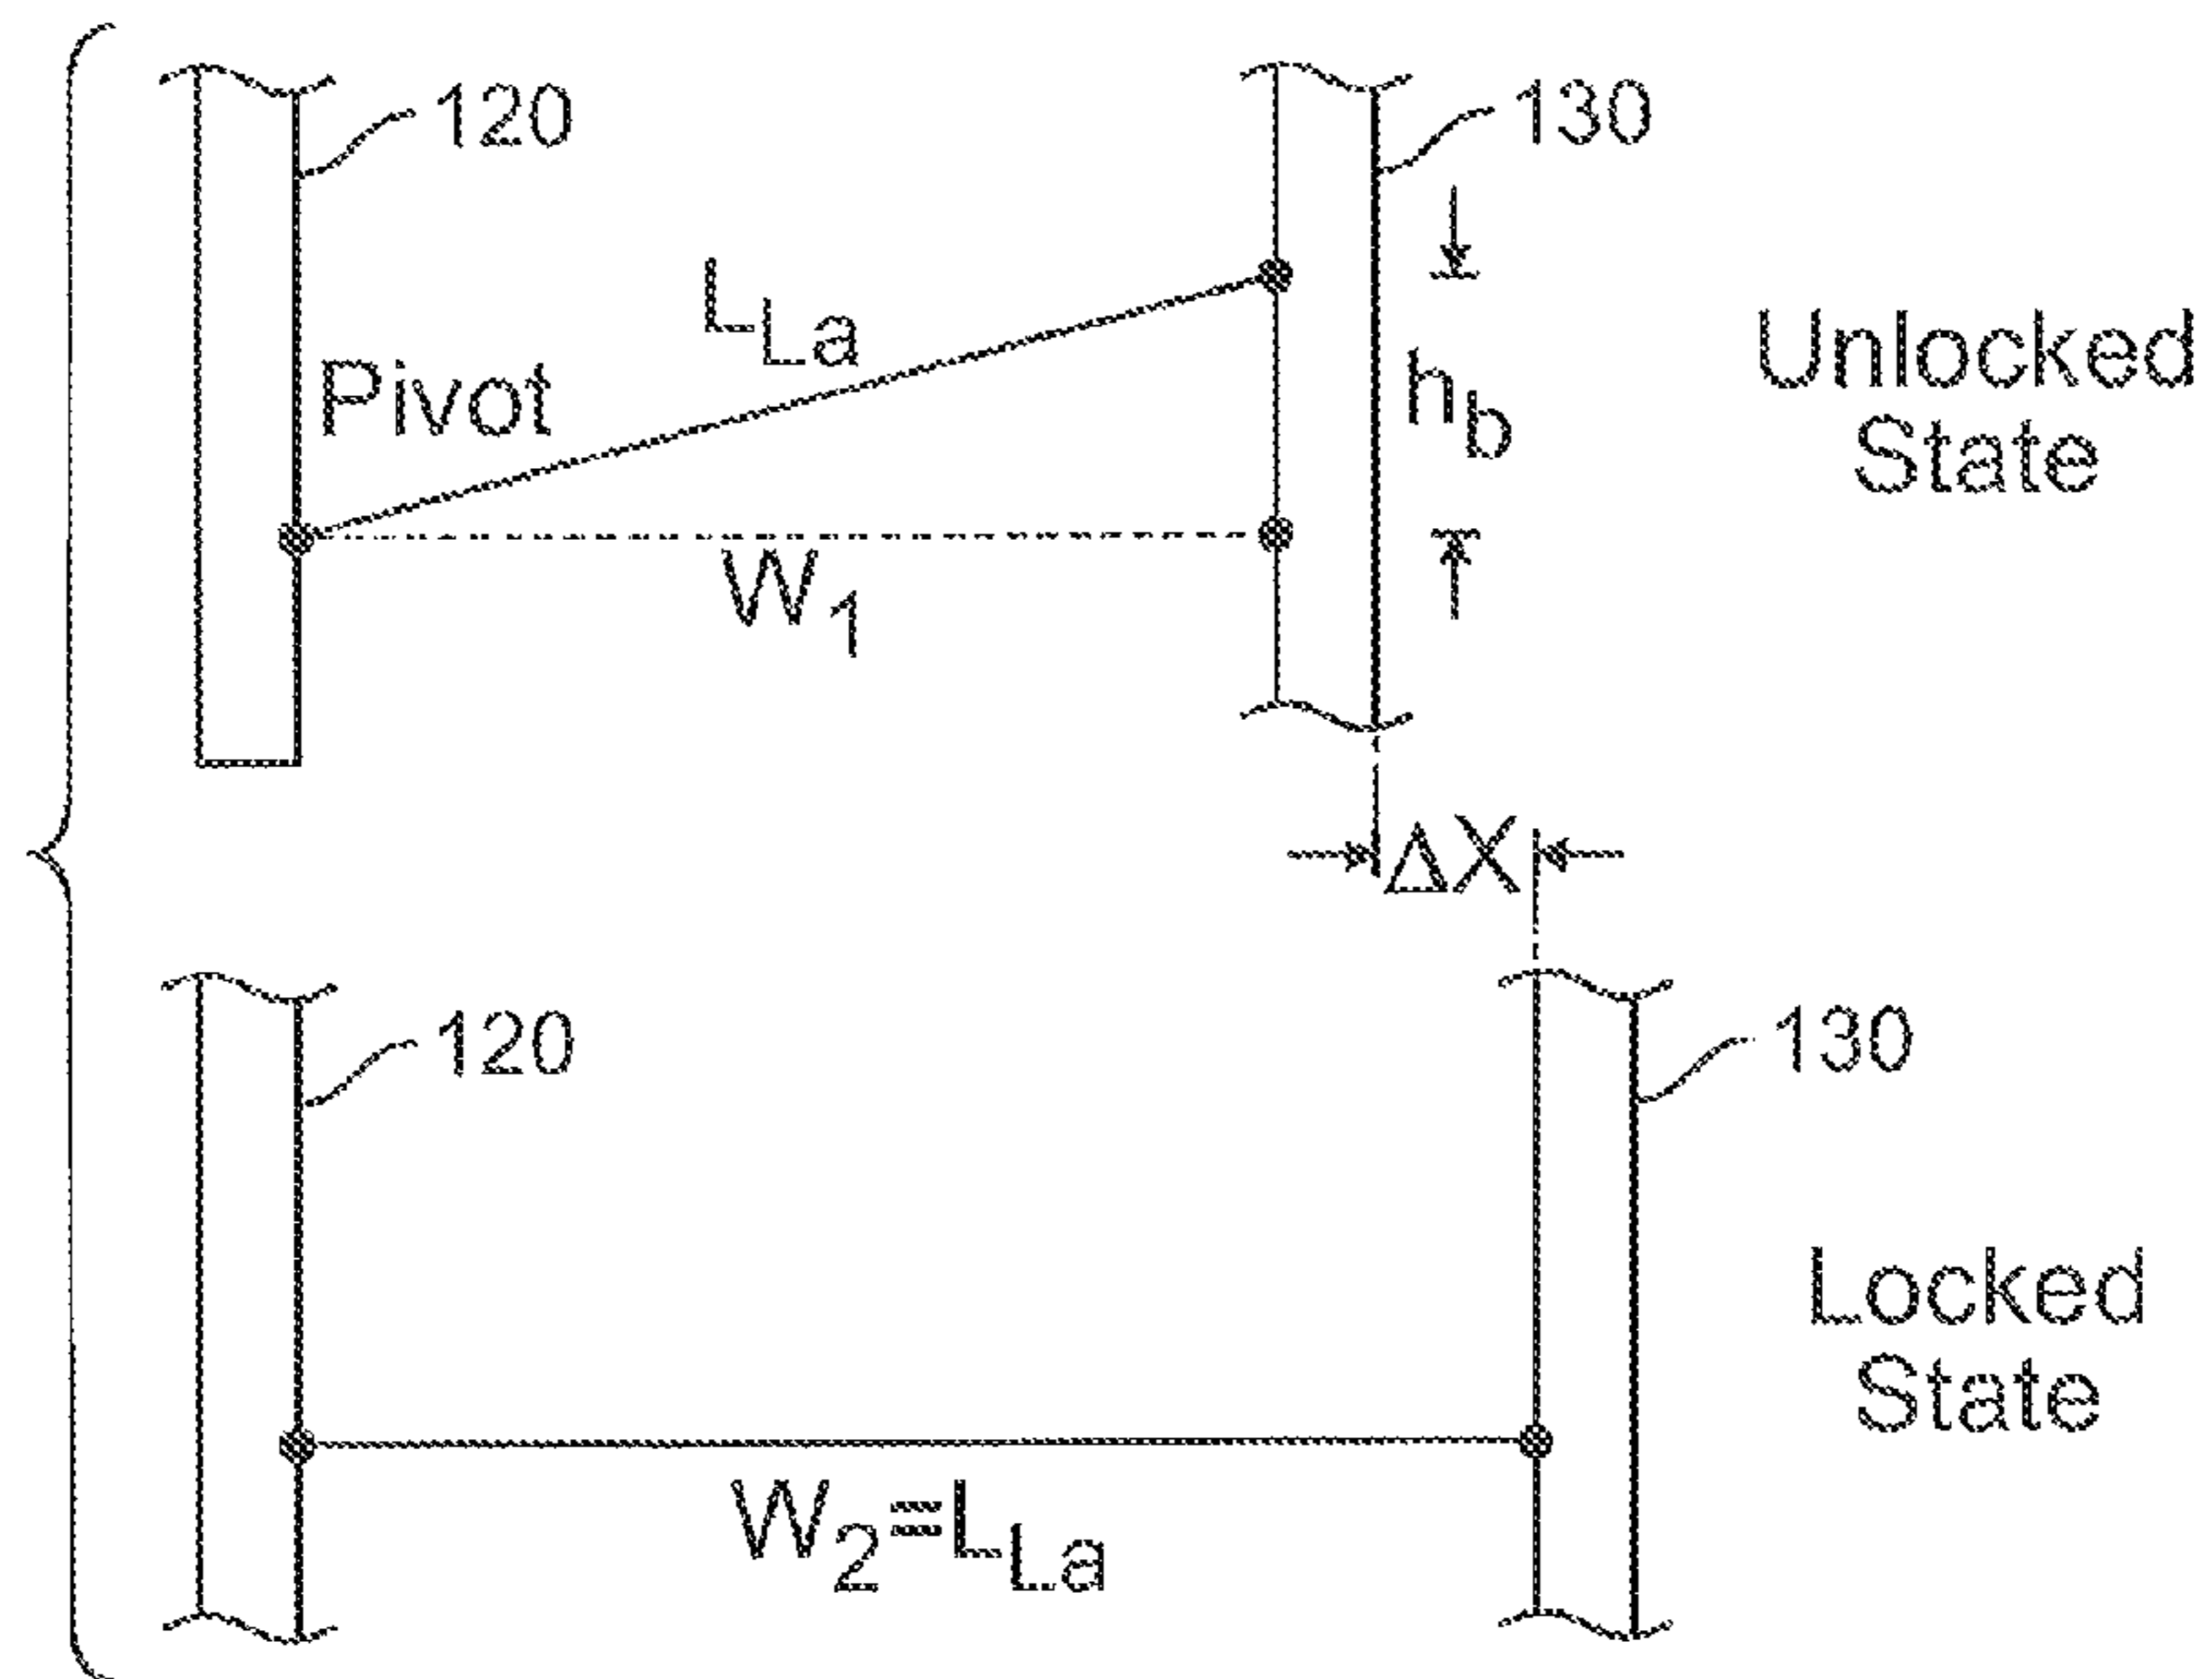 120
130
L_La
Pivot
h_b
Unlocked
State
W_1
ΔX
120
130
Locked
State
W_2=L_La